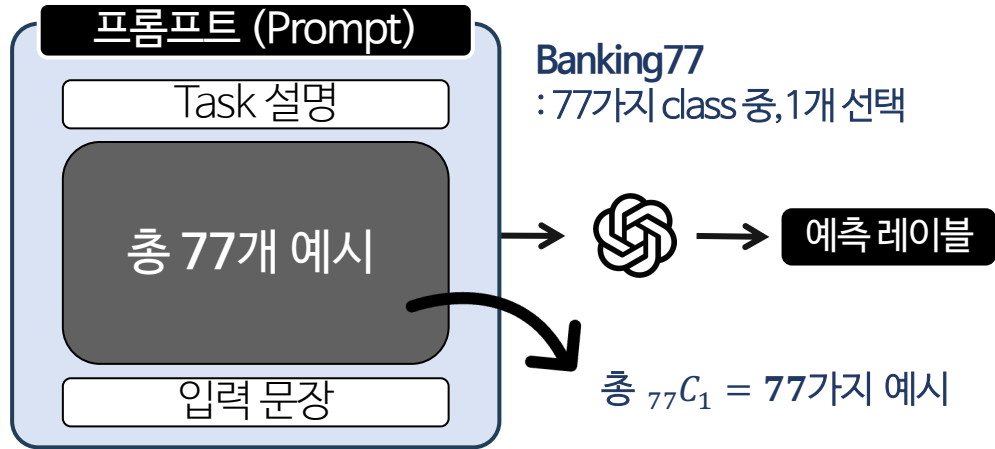 프롬프트 (Prompt)
Task 설명
총 77개 예시
입력 문장
Banking77
: 77가지 class 중, 1개 선택
예측 레이블
총 ₇₇C₁ = 77가지 예시